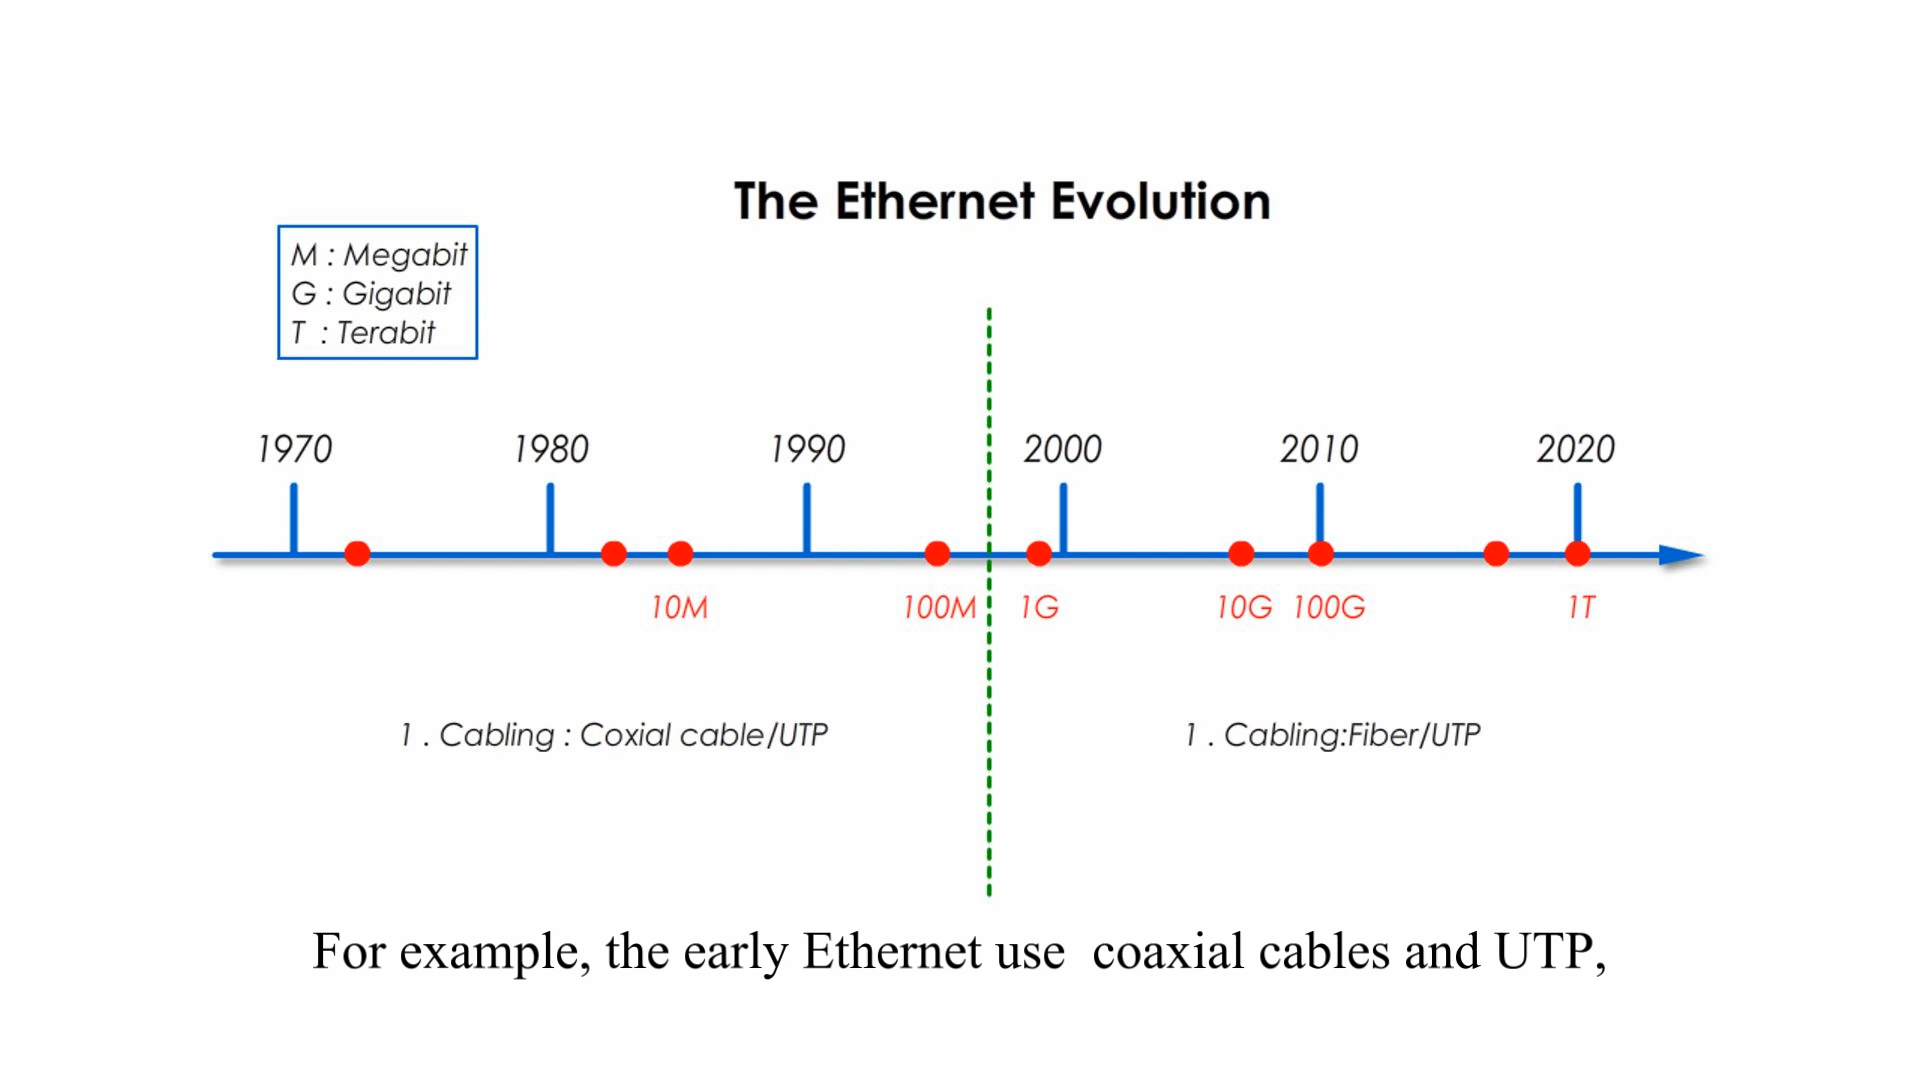 The Ethernet Evolution
M : Megabit
G : Gigabit
T : Terabit
1970 1980 1990 2000 2010 2020
10M 100M 1G 10G 100G 1T
1 . Cabling : Coxial cable/UTP
1 . Cabling:Fiber/UTP
For example, the early Ethernet use coaxial cables and UTP,